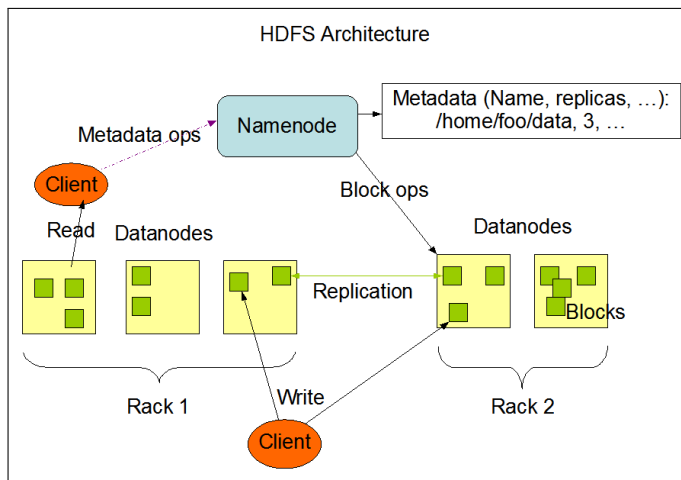 HDFS Architecture
Metadata (Name, replicas, …):
/home/foo/data, 3, …
Namenode
Metadata ops
Client
Block ops
Read
Datanodes
Datanodes
Replication
Blocks
Rack 1
Write
Rack 2
Client